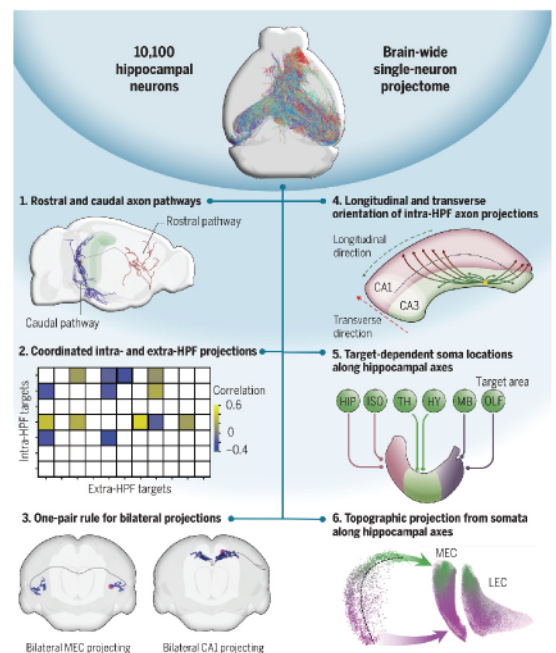 10,100
hippocampal
neurons
Brain-wide
single-neuron
projectome
1. Rostral and caudal axon pathways
Rostral pathway
Caudal pathway
2. Coordinated intra- and extra-HPF projections
Intra-HPF targets
Correlation
0.6
0
−0.4
Extra-HPF targets
3. One-pair rule for bilateral projections
Bilateral MEC projecting
Bilateral CA1 projecting
4. Longitudinal and transverse
orientation of intra-HPF axon projections
Longitudinal
direction
CA1
CA3
Transverse
direction
5. Target-dependent soma locations
along hippocampal axes
Target area
HIP ISO TH HY MB OLF
6. Topographic projection from somata
along hippocampal axes
MEC
LEC